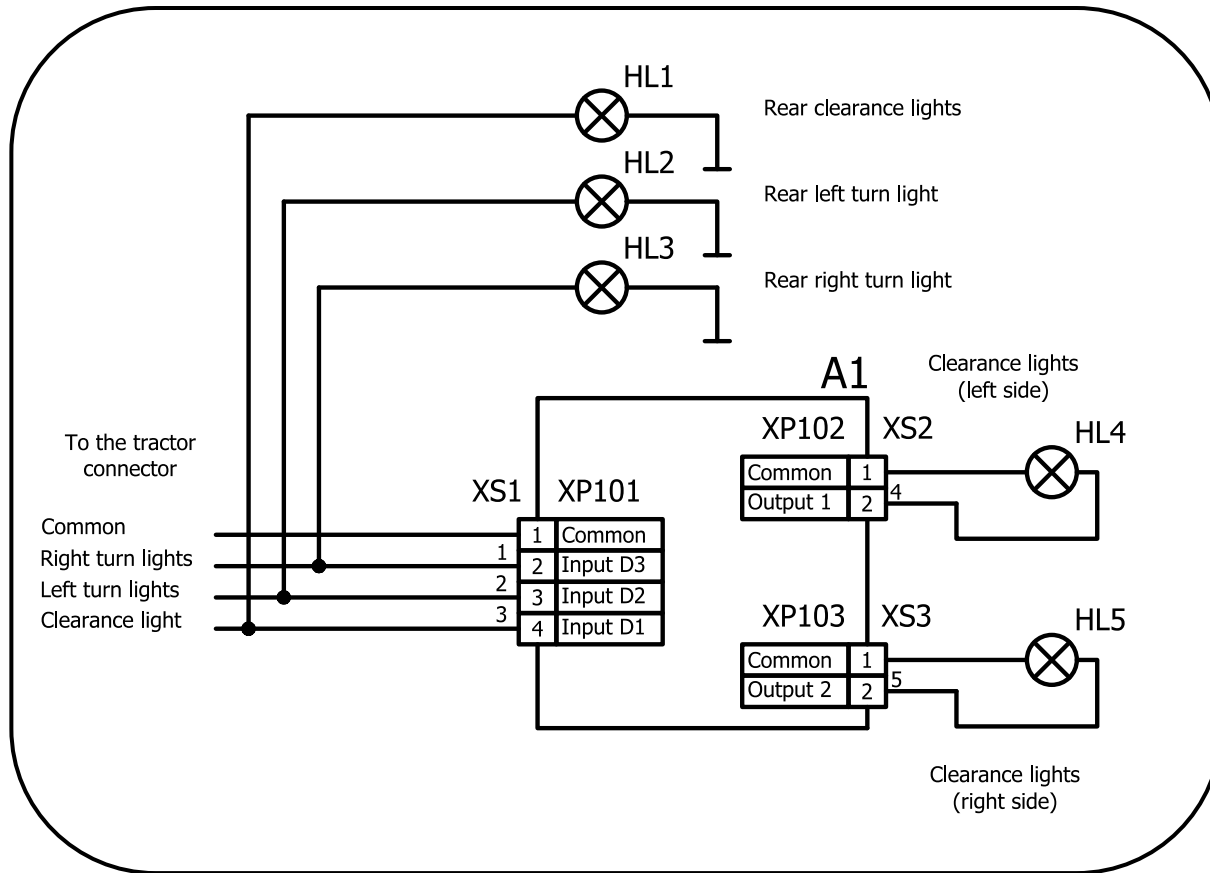 HL1
Rear clearance lights
HL2
Rear left turn light
HL3
Rear right turn light
A1
Clearance lights
(left side)
To the tractor
connector
XP102 XS2
HL4
Common 1
Output 1 2 4
XS1 XP101
Common
1 Common
Right turn lights
1
2 Input D3
Left turn lights
2
3 Input D2
Clearance light
3
4 Input D1
XP103 XS3
HL5
Common 1
Output 2 2 5
Clearance lights
(right side)